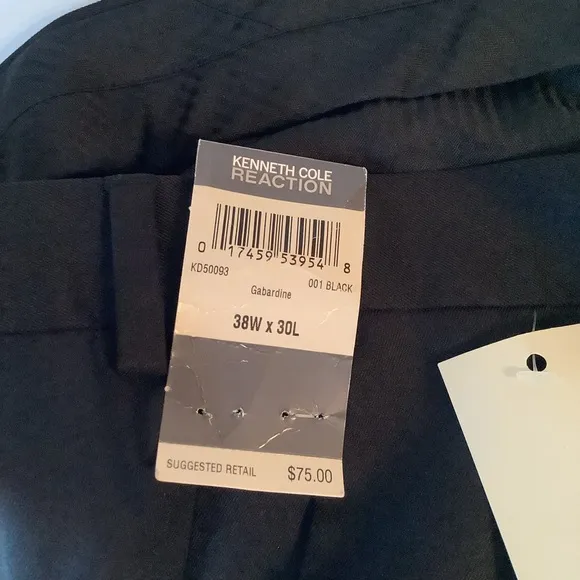 KENNETH COLE
REACTION
0 17459 53954 8
KD50093 001 BLACK
Gabardine
38W x 30L
SUGGESTED RETAIL $75.00